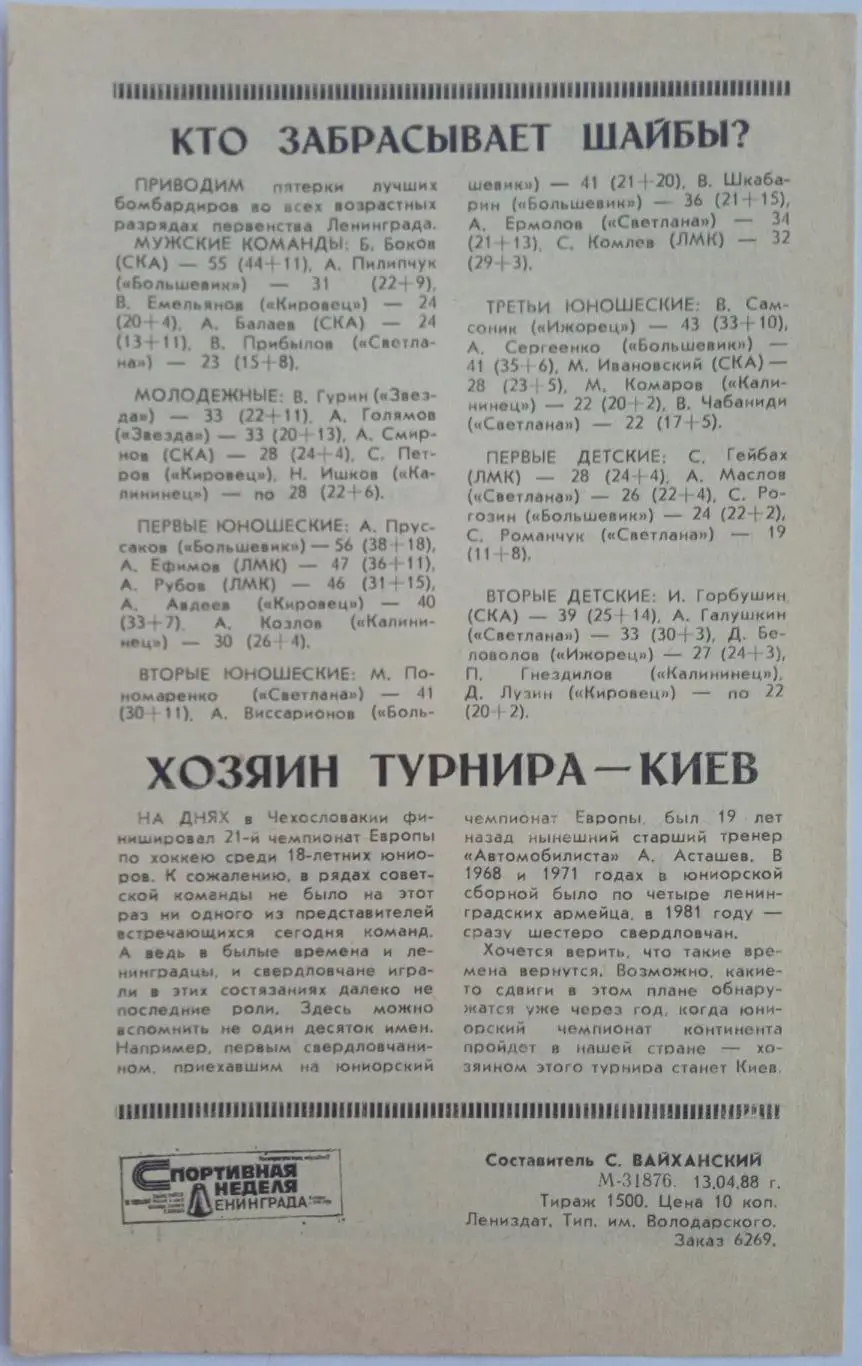 КТО ЗАБРАСЫВАЕТ ШАЙБЫ?
ПРИВОДИМ пятерки лучших
бомбардиров во всех возрастных
разрядах первенства Ленинграда.
МУЖСКИЕ КОМАНДЫ: Б. Боков
(СКА) — 55 (44+11), А. Пилипчук
(«Большевик») — 31 (22+9),
В. Емельянов («Кировец») — 24
(20+4), А. Балаев (СКА) — 24
(13+11), В. Прибылов («Светла-
на») — 23 (15+8).
МОЛОДЕЖНЫЕ: В. Гурин («Звез-
да») — 33 (22+11), А. Голямов
(«Звезда») — 33 (20+13), А. Смир-
нов (СКА) — 28 (24+4), С. Пет-
ров («Кировец»), Н. Ишков («Ка-
лининец») — по 28 (22+6).
ПЕРВЫЕ ЮНОШЕСКИЕ: А. Прус-
саков («Большевик») — 56 (38+18),
А. Ефимов (ЛМК) — 47 (36+11),
А. Рубов (ЛМК) — 46 (31+15),
А. Авдеев («Кировец») — 40
(33+7), А. Козлов («Калини-
нец») — 30 (26+4).
ВТОРЫЕ ЮНОШЕСКИЕ: М. По-
номаренко («Светлана») — 41
(30+11), А. Виссарионов («Боль-
шевик») — 41 (21+20), В. Шкаба-
рин («Большевик») — 36 (21+15),
А. Ермолов («Светлана») — 34
(21+13), С. Комлев (ЛМК) — 32
(29+3).
ТРЕТЬИ ЮНОШЕСКИЕ: В. Сам-
соник («Ижорец») — 43 (33+10),
А. Сергеенко («Большевик») —
41 (35+6), М. Ивановский (СКА) —
28 (23+5), М. Комаров («Кали-
нинец») — 22 (20+2), В. Чабаниди
(«Светлана») — 22 (17+5).
ПЕРВЫЕ ДЕТСКИЕ: С. Гейбах
(ЛМК) — 28 (24+4), А. Маслов
(«Светлана») — 26 (22+4), С. Ро-
гозин («Большевик») — 24 (22+2),
С. Романчук («Светлана») — 19
(11+8).
ВТОРЫЕ ДЕТСКИЕ: И. Горбушин
(СКА) — 39 (25+14), А. Галушкин
(«Светлана») — 33 (30+3), Д. Бе-
ловолов («Ижорец») — 27 (24+3),
П. Гнездилов («Калининец»),
Д. Лузин («Кировец») — по 22
(20+2).
ХОЗЯИН ТУРНИРА — КИЕВ
НА ДНЯХ в Чехословакии фи-
нишировал 21-й чемпионат Европы
по хоккею среди 18-летних юнио-
ров. К сожалению, в рядах совет-
ской команды не было на этот
раз ни одного из представителей
встречающихся сегодня команд.
А ведь в былые времена и ле-
нинградцы, и свердловчане игра-
ли в этих состязаниях далеко не
последние роли. Здесь можно
вспомнить не один десяток имен.
Например, первым свердловчани-
ном, приехавшим на юниорский
чемпионат Европы, был 19 лет
назад нынешний старший тренер
«Автомобилиста» А. Асташев. В
1968 и 1971 годах в юниорской
сборной было по четыре ленин-
градских армейца, в 1981 году —
сразу шестеро свердловчан.
Хочется верить, что такие вре-
мена вернутся. Возможно, какие-
то сдвиги в этом плане обнару-
жатся уже через год, когда юни-
орский чемпионат континента
пройдет в нашей стране — хо-
зяином этого турнира станет Киев.
СПОРТИВНАЯ
НЕДЕЛЯ
ЛЕНИНГРАДА
Составитель С. ВАЙХАНСКИЙ
М-31876. 13.04.88 г.
Тираж 1500. Цена 10 коп.
Лениздат. Тип. им. Володарского.
Заказ 6269.